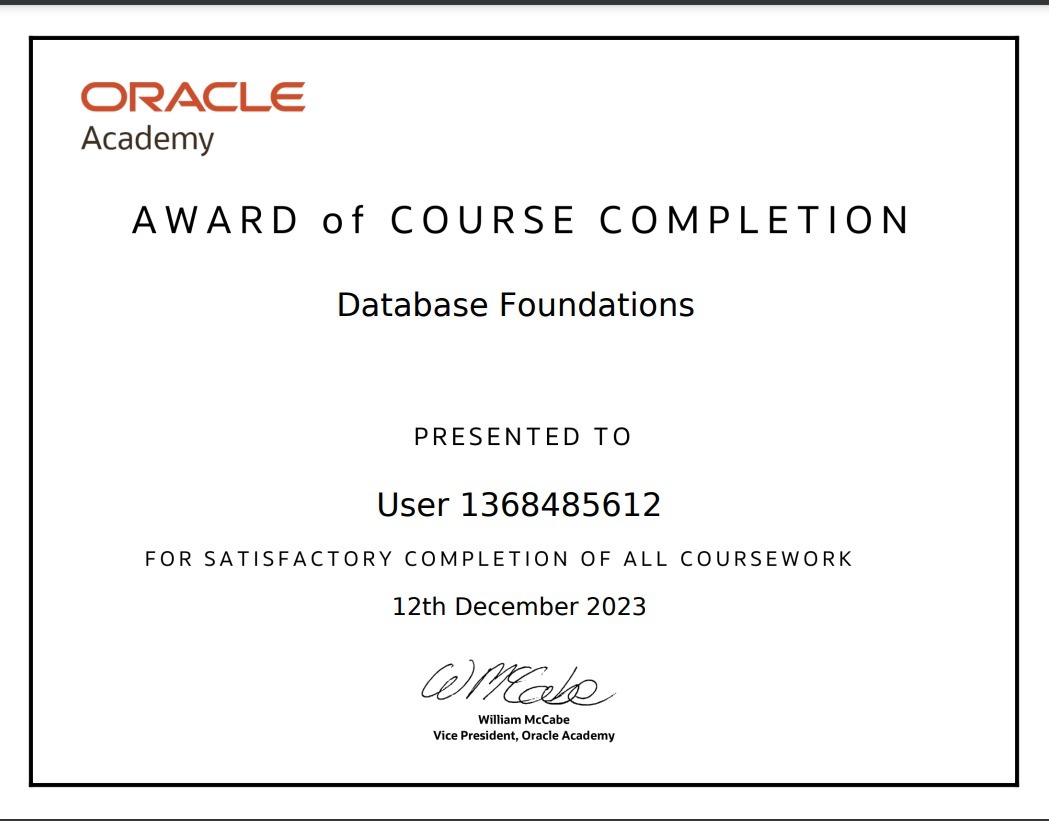 ORACLE
Academy
AWARD of COURSE COMPLETION
Database Foundations
PRESENTED TO
User 1368485612
FOR SATISFACTORY COMPLETION OF ALL COURSEWORK
12th December 2023
W McCabe
William McCabe
Vice President, Oracle Academy